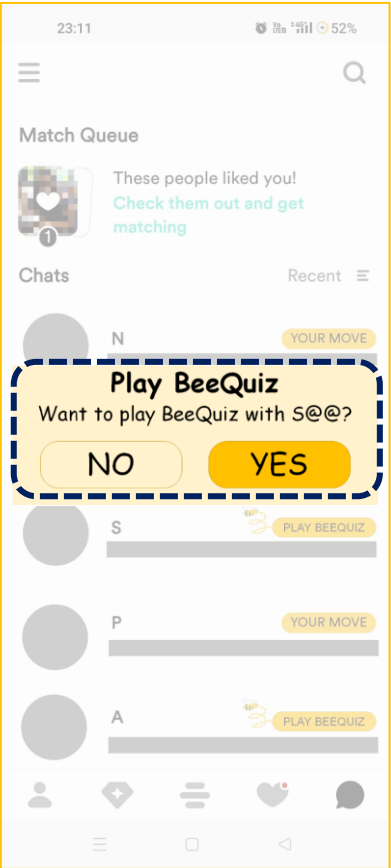 23:11
52%
Match Queue
These people liked you!
Check them out and get
matching
1
Chats
Recent
N
YOUR MOVE
Play BeeQuiz
Want to play BeeQuiz with S@@?
NO
YES
S
PLAY BEEQUIZ
P
YOUR MOVE
A
PLAY BEEQUIZ